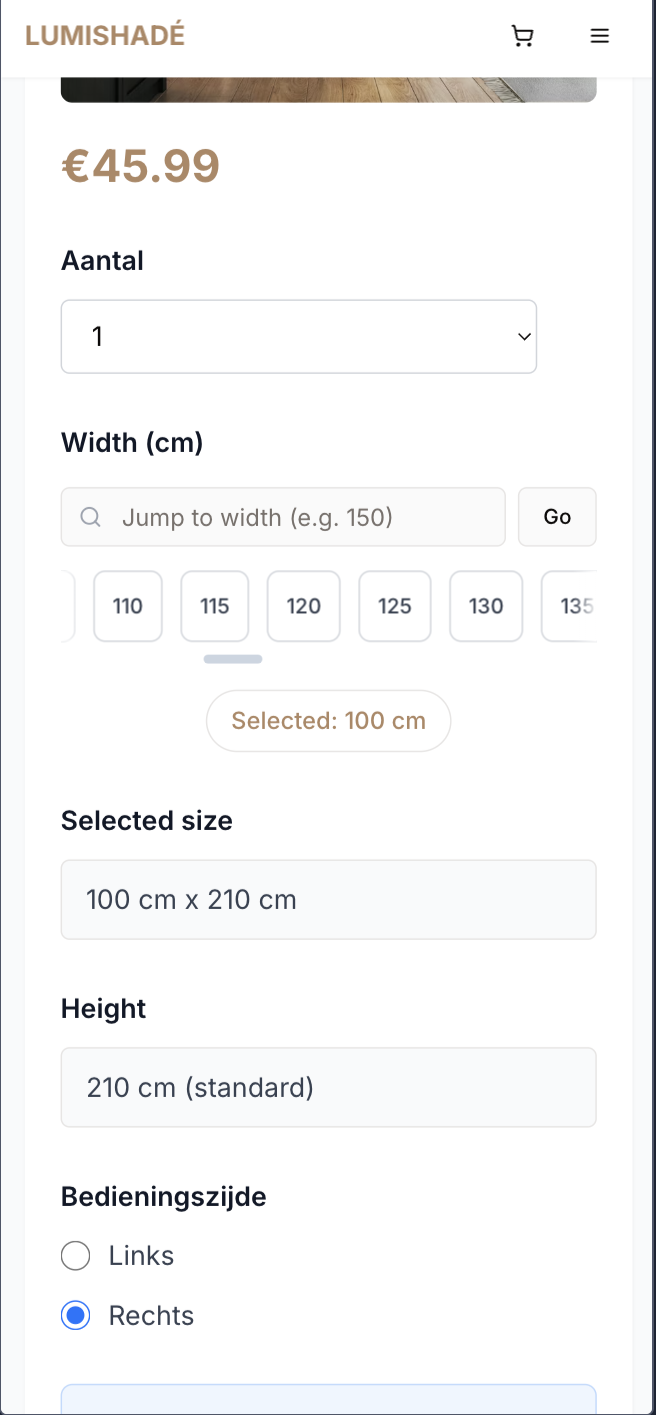 LUMISHADÉ
€45.99
Aantal
1
Width (cm)
Jump to width (e.g. 150)
Go
110 115 120 125 130 135
Selected: 100 cm
Selected size
100 cm x 210 cm
Height
210 cm (standard)
Bedieningszijde
Links
Rechts